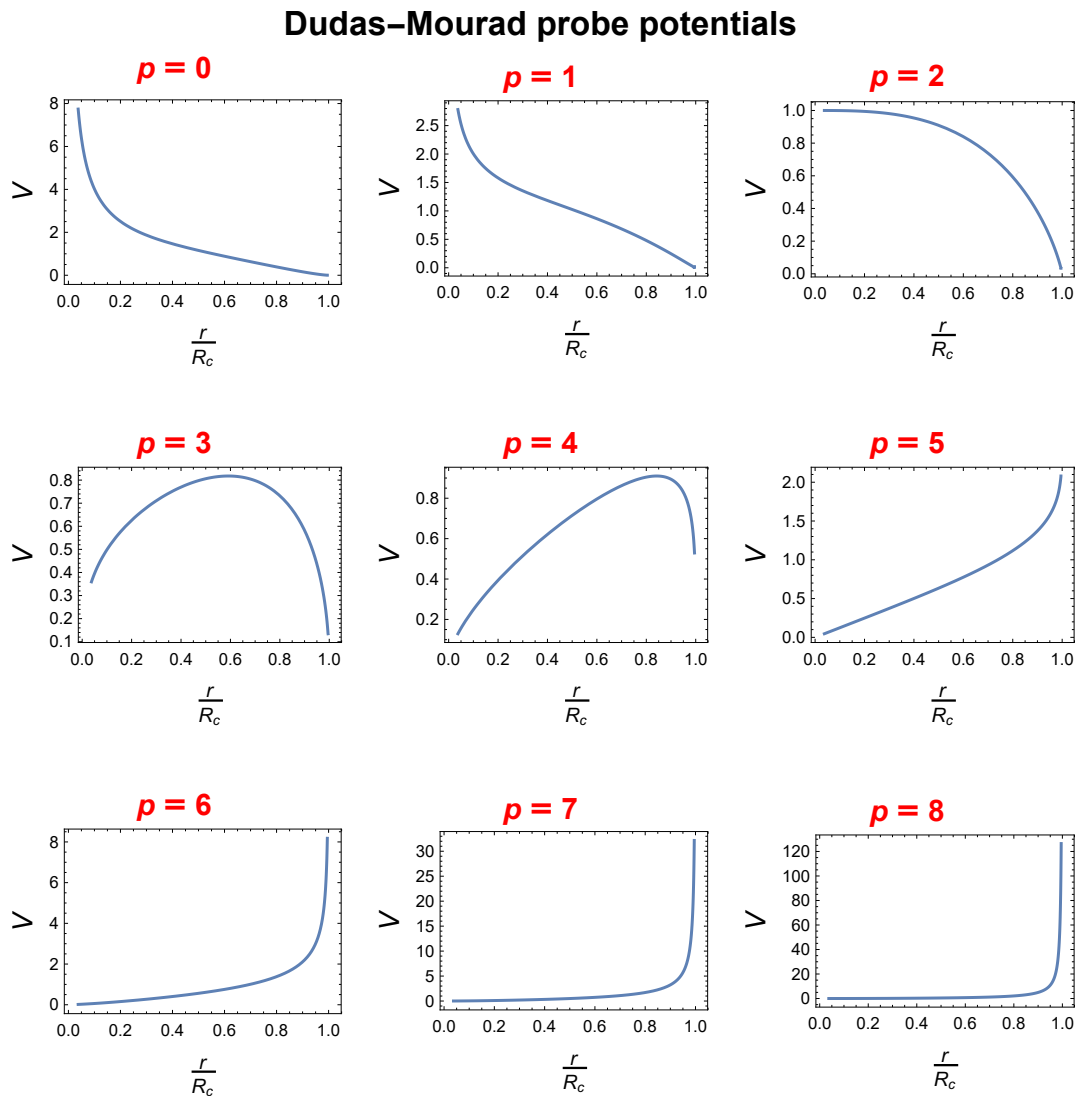 Dudas–Mourad probe potentials
p = 0
p = 1
p = 2
8
6
4
2
0
V
0.0 0.2 0.4 0.6 0.8 1.0
r
R_c
2.5
2.0
1.5
1.0
0.5
0.0
V
0.0 0.2 0.4 0.6 0.8 1.0
r
R_c
1.0
0.8
0.6
0.4
0.2
0.0
V
0.0 0.2 0.4 0.6 0.8 1.0
r
R_c
p = 3
p = 4
p = 5
0.8
0.7
0.6
0.5
0.4
0.3
0.2
0.1
V
0.0 0.2 0.4 0.6 0.8 1.0
r
R_c
0.8
0.6
0.4
0.2
V
0.0 0.2 0.4 0.6 0.8 1.0
r
R_c
2.0
1.5
1.0
0.5
0.0
V
0.0 0.2 0.4 0.6 0.8 1.0
r
R_c
p = 6
p = 7
p = 8
8
6
4
2
0
V
0.0 0.2 0.4 0.6 0.8 1.0
r
R_c
30
25
20
15
10
5
0
V
0.0 0.2 0.4 0.6 0.8 1.0
r
R_c
120
100
80
60
40
20
0
V
0.0 0.2 0.4 0.6 0.8 1.0
r
R_c